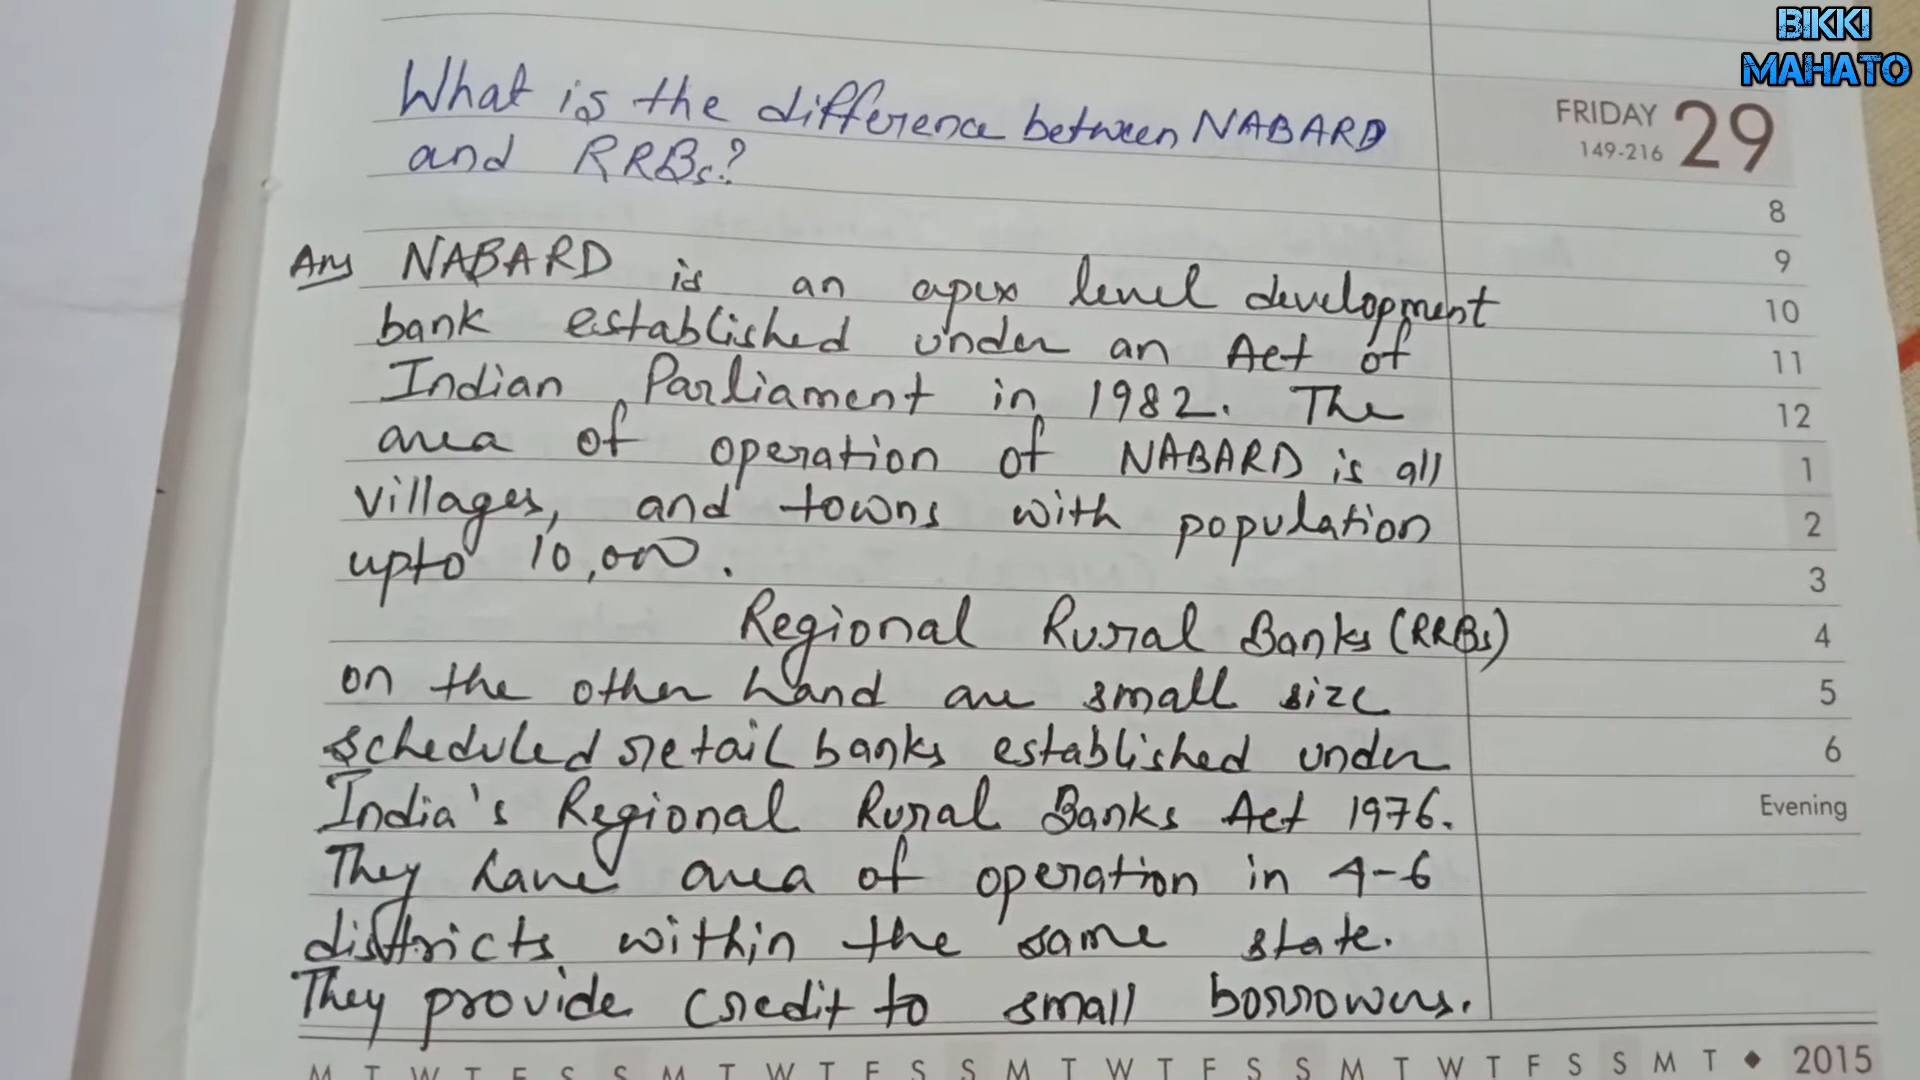 BIKKI
MAHATO
FRIDAY 29
149-216
What is the difference between NABARD
and RRBs?
Ans NABARD is an apex level development
bank established under an Act of
Indian Parliament in 1982. The
area of operation of NABARD is all
villages, and towns with population
upto 10,000.
Regional Rural Banks (RRBs)
on the other hand are small size
scheduled retail banks established under
India's Regional Rural Banks Act 1976.
They have area of operation in 4-6
districts within the same state.
They provide credit to small borrowers.
8
9
10
11
12
1
2
3
4
5
6
Evening
M T W T F S S M T W T F S S M T W T F S S M T W T F S S M T ◆ 2015